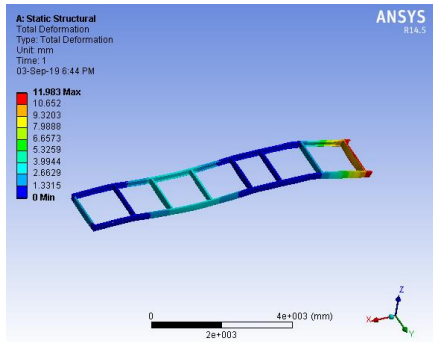 A: Static Structural
Total Deformation
Type: Total Deformation
Unit: mm
Time: 1
03-Sep-19 6:44 PM
11.983 Max
10.652
9.3203
7.9888
6.6573
5.3259
3.9944
2.6629
1.3315
0 Min
ANSYS
R14.5
0
4e+003 (mm)
2e+003
Z
X
Y